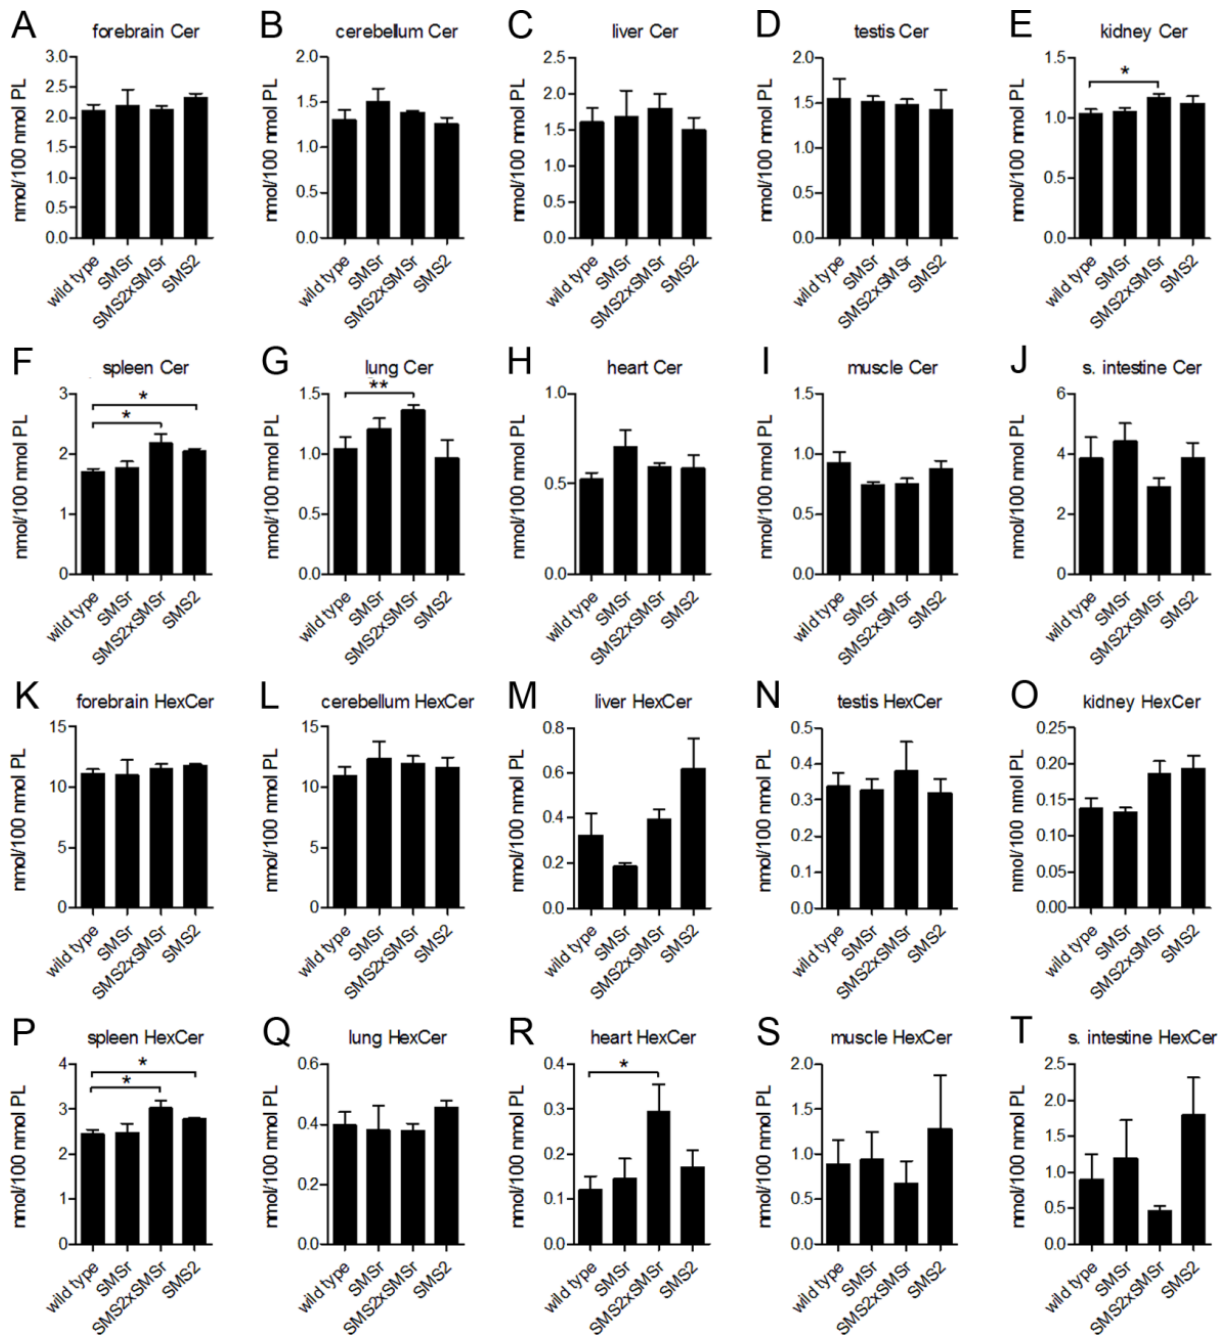 A forebrain Cer
nmol/100 nmol PL
3.0
2.5
2.0
1.5
1.0
0.5
0.0
wild type
SMSr
SMS2xSMSr
SMS2
B cerebellum Cer
nmol/100 nmol PL
2.0
1.5
1.0
0.5
0.0
wild type
SMSr
SMS2xSMSr
SMS2
C liver Cer
nmol/100 nmol PL
2.5
2.0
1.5
1.0
0.5
0.0
wild type
SMSr
SMS2xSMSr
SMS2
D testis Cer
nmol/100 nmol PL
2.0
1.5
1.0
0.5
0.0
wild type
SMSr
SMS2xSMSr
SMS2
E kidney Cer
nmol/100 nmol PL
1.5
1.0
0.5
0.0
*
wild type
SMSr
SMS2xSMSr
SMS2
F spleen Cer
nmol/100 nmol PL
3
2
1
0
*
*
wild type
SMSr
SMS2xSMSr
SMS2
G lung Cer
nmol/100 nmol PL
1.5
1.0
0.5
0.0
**
wild type
SMSr
SMS2xSMSr
SMS2
H heart Cer
nmol/100 nmol PL
1.0
0.5
0.0
wild type
SMSr
SMS2xSMSr
SMS2
I muscle Cer
nmol/100 nmol PL
1.5
1.0
0.5
0.0
wild type
SMSr
SMS2xSMSr
SMS2
J s. intestine Cer
nmol/100 nmol PL
6
4
2
0
wild type
SMSr
SMS2xSMSr
SMS2
K forebrain HexCer
nmol/100 nmol PL
15
10
5
0
wild type
SMSr
SMS2xSMSr
SMS2
L cerebellum HexCer
nmol/100 nmol PL
15
10
5
0
wild type
SMSr
SMS2xSMSr
SMS2
M liver HexCer
nmol/100 nmol PL
0.8
0.6
0.4
0.2
0.0
wild type
SMSr
SMS2xSMSr
SMS2
N testis HexCer
nmol/100 nmol PL
0.5
0.4
0.3
0.2
0.1
0.0
wild type
SMSr
SMS2xSMSr
SMS2
O kidney HexCer
nmol/100 nmol PL
0.25
0.20
0.15
0.10
0.05
0.00
wild type
SMSr
SMS2xSMSr
SMS2
P spleen HexCer
nmol/100 nmol PL
4
3
2
1
0
*
*
wild type
SMSr
SMS2xSMSr
SMS2
Q lung HexCer
nmol/100 nmol PL
0.6
0.4
0.2
0.0
wild type
SMSr
SMS2xSMSr
SMS2
R heart HexCer
nmol/100 nmol PL
0.4
0.3
0.2
0.1
0.0
*
wild type
SMSr
SMS2xSMSr
SMS2
S muscle HexCer
nmol/100 nmol PL
2.0
1.5
1.0
0.5
0.0
wild type
SMSr
SMS2xSMSr
SMS2
T s. intestine HexCer
nmol/100 nmol PL
2.5
2.0
1.5
1.0
0.5
0.0
wild type
SMSr
SMS2xSMSr
SMS2